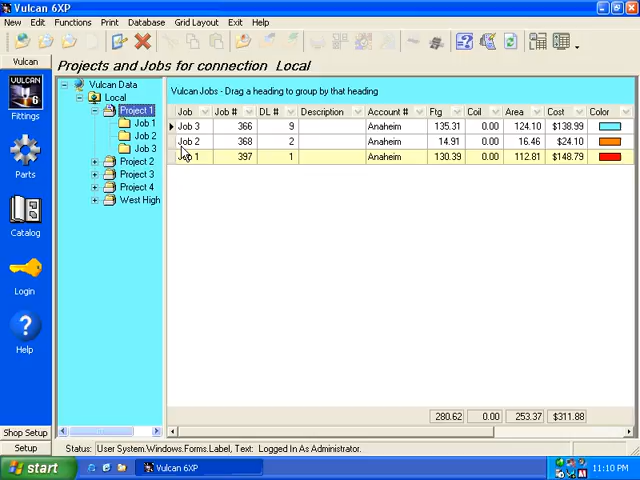 Vulcan 6XP
New Edit Functions Print Database Grid Layout Exit Help
Vulcan
Projects and Jobs for connection Local
VULCAN
6
Fittings
Parts
Catalog
Login
Help
Shop Setup
Setup
Vulcan Data
Local
Project 1
Job 1
Job 2
Job 3
Project 2
Project 3
Project 4
West High
Vulcan Jobs - Drag a heading to group by that heading
Job Job # DL # Description Account # Ftg Coil Area Cost Color
Job 3 366 9 Anaheim 135.31 0.00 124.10 $138.99
Job 2 368 2 Anaheim 14.91 0.00 16.46 $24.10
Job 1 397 1 Anaheim 130.39 0.00 112.81 $148.79
280.62 0.00 253.37 $311.88
Status: User System.Windows.Forms.Label, Text: Logged In As Administrator.
start Vulcan 6XP 11:10 PM